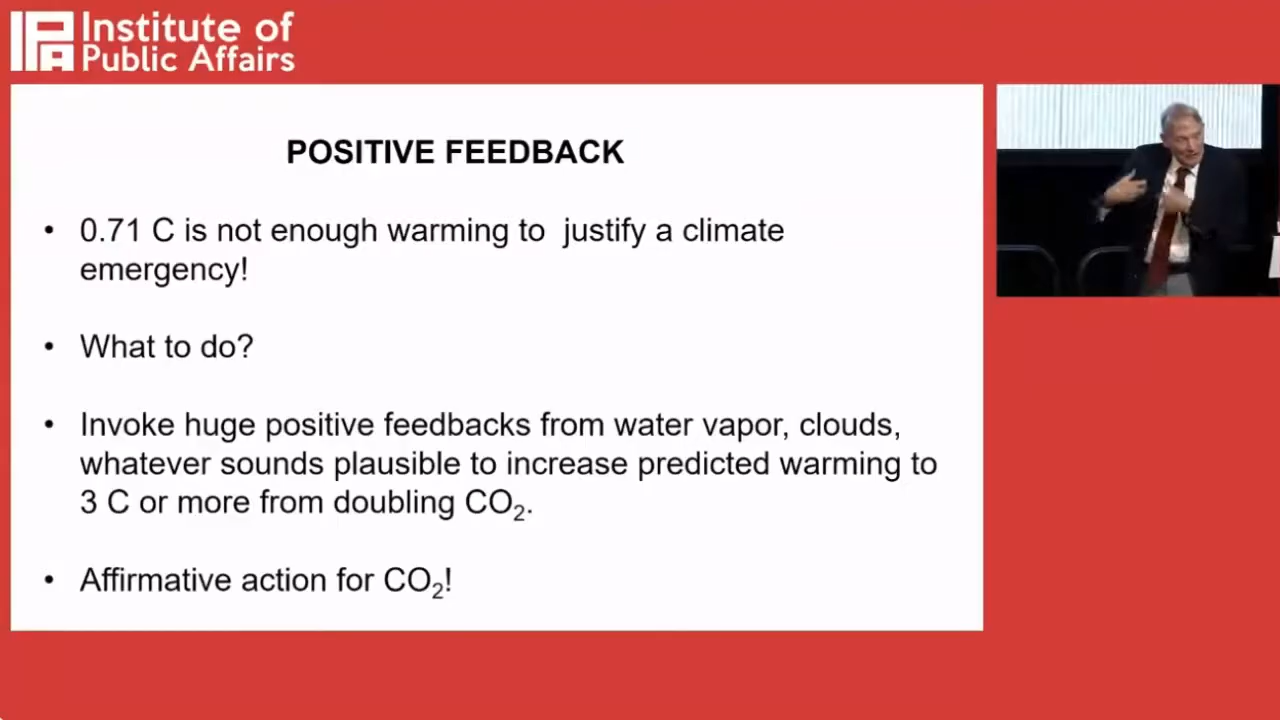 IPA
Institute of
Public Affairs
POSITIVE FEEDBACK
• 0.71 C is not enough warming to justify a climate
emergency!
• What to do?
• Invoke huge positive feedbacks from water vapor, clouds,
whatever sounds plausible to increase predicted warming to
3 C or more from doubling CO₂.
• Affirmative action for CO₂!